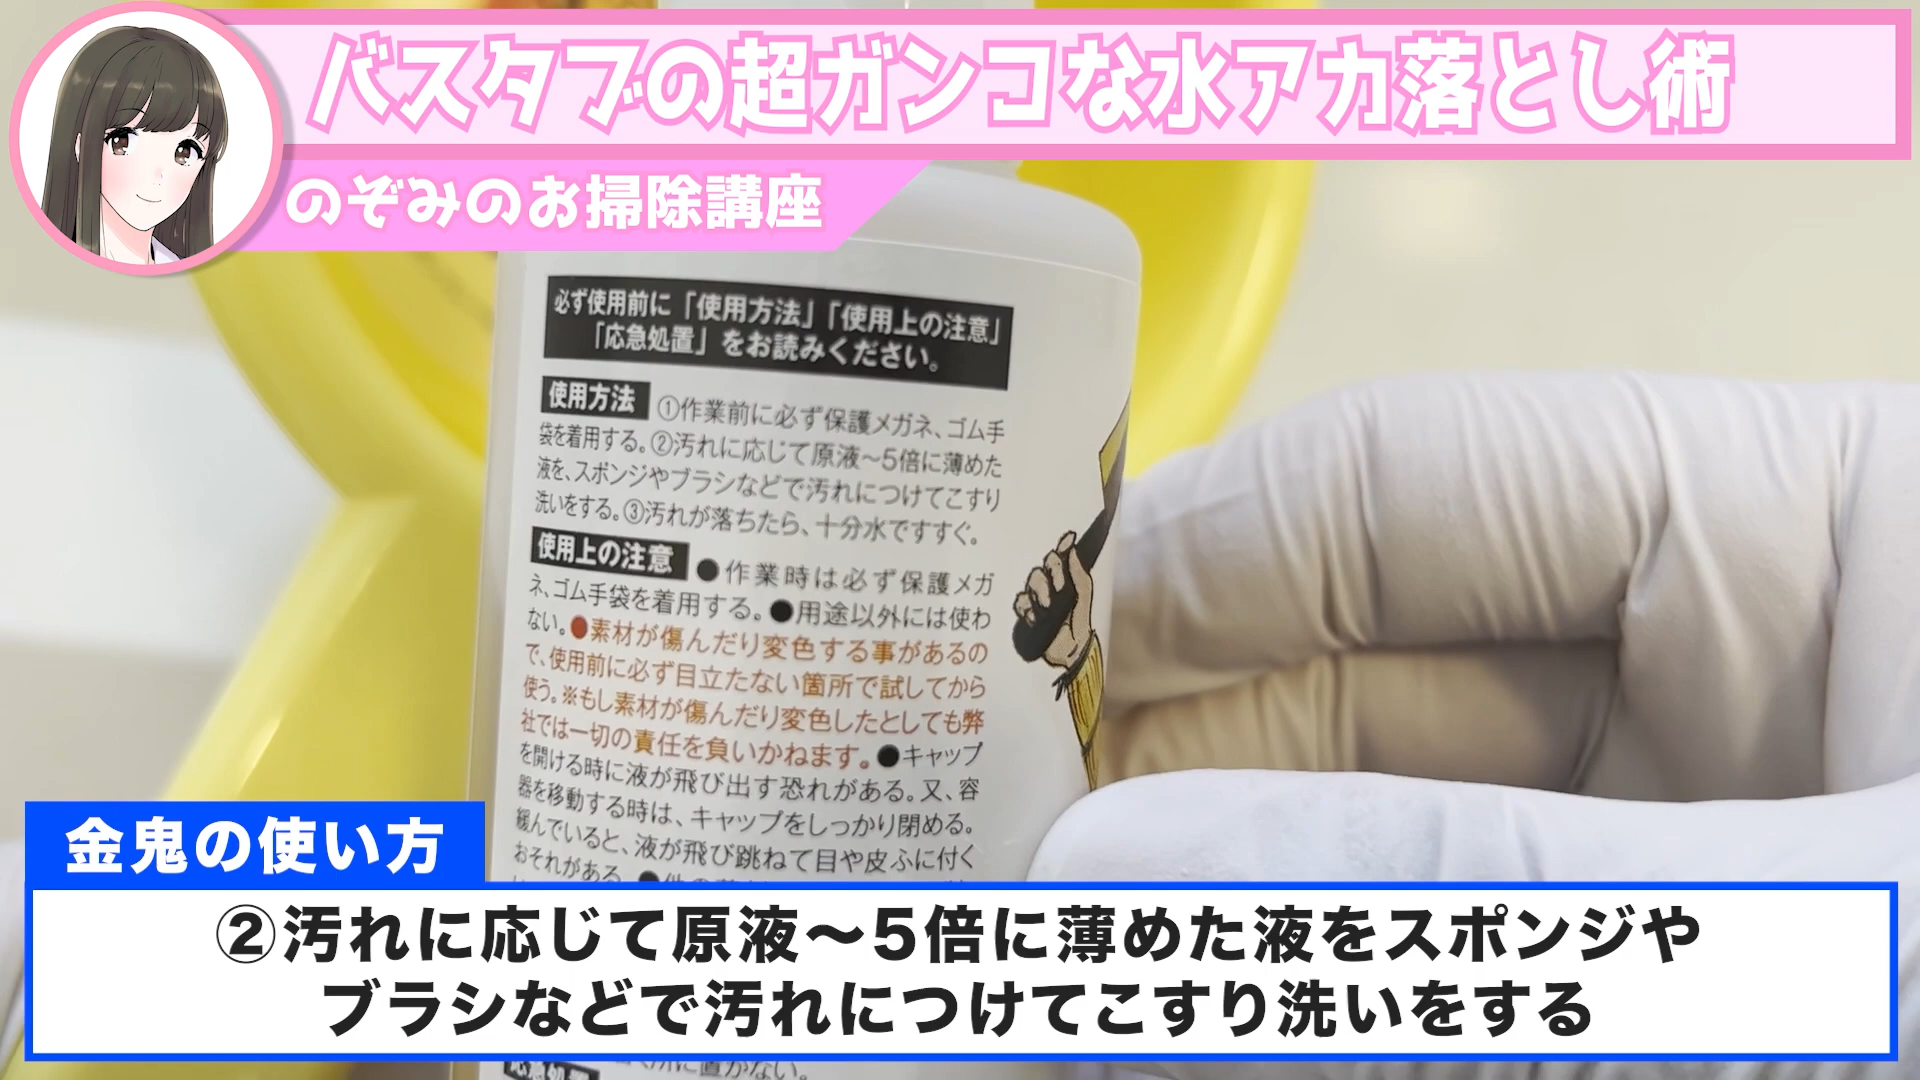 バスタブの超ガンコな水アカ落とし術
のぞみのお掃除講座
必ず使用前に「使用方法」「使用上の注意」
「応急処置」をお読みください。
使用方法 ①作業前に必ず保護メガネ、ゴム手
袋を着用する。②汚れに応じて原液～5倍に薄めた
液を、スポンジやブラシなどで汚れにつけてこすり
洗いをする。③汚れが落ちたら、十分水ですすぐ。
使用上の注意 ●作業時は必ず保護メガ
ネ、ゴム手袋を着用する。●用途以外には使わ
ない。●素材が傷んだり変色する事があるの
で、使用前に必ず目立たない箇所で試してから
使う。※もし素材が傷んだり変色したとしても弊
社では一切の責任を負いかねます。●キャップ
を開ける時に液が飛び出す恐れがある。又、容
器を移動する時は、キャップをしっかり閉める。
緩んでいると、液が飛び跳ねて目や皮ふに付く
おそれがある。
金鬼の使い方
②汚れに応じて原液～5倍に薄めた液をスポンジや
ブラシなどで汚れにつけてこすり洗いをする
に置かない。